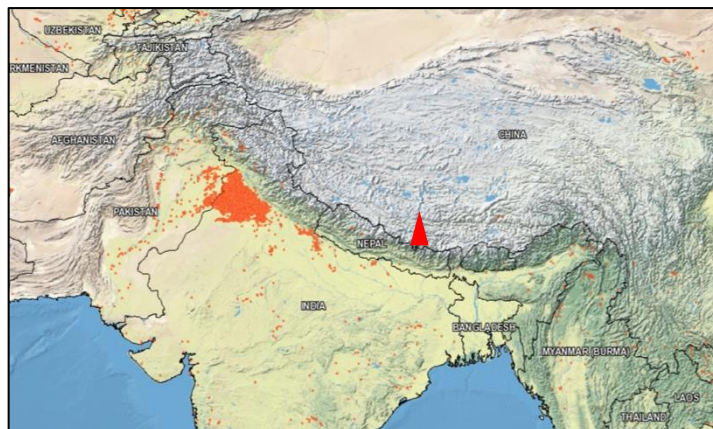 UZBEKISTAN
TAJIKISTAN
RKMENISTAN
AFGHANISTAN
CHINA
PAKISTAN
NEPAL
INDIA
BANGLADESH
MYANMAR (BURMA)
LAOS
THAILAND